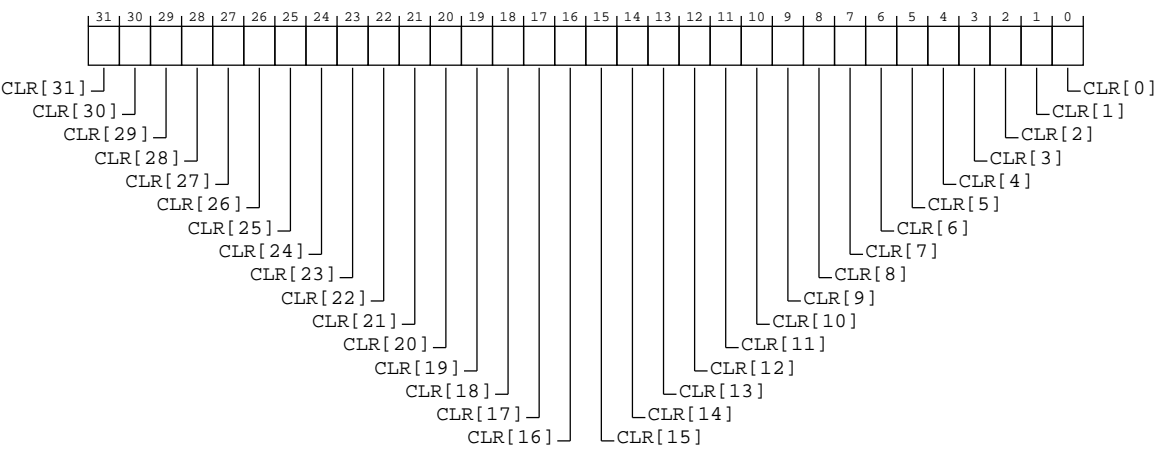 31 30 29 28 27 26 25 24 23 22 21 20 19 18 17 16 15 14 13 12 11 10 9 8 7 6 5 4 3 2 1 0
CLR[31] CLR[0]
CLR[30] CLR[1]
CLR[29] CLR[2]
CLR[28] CLR[3]
CLR[27] CLR[4]
CLR[26] CLR[5]
CLR[25] CLR[6]
CLR[24] CLR[7]
CLR[23] CLR[8]
CLR[22] CLR[9]
CLR[21] CLR[10]
CLR[20] CLR[11]
CLR[19] CLR[12]
CLR[18] CLR[13]
CLR[17] CLR[14]
CLR[16] CLR[15]